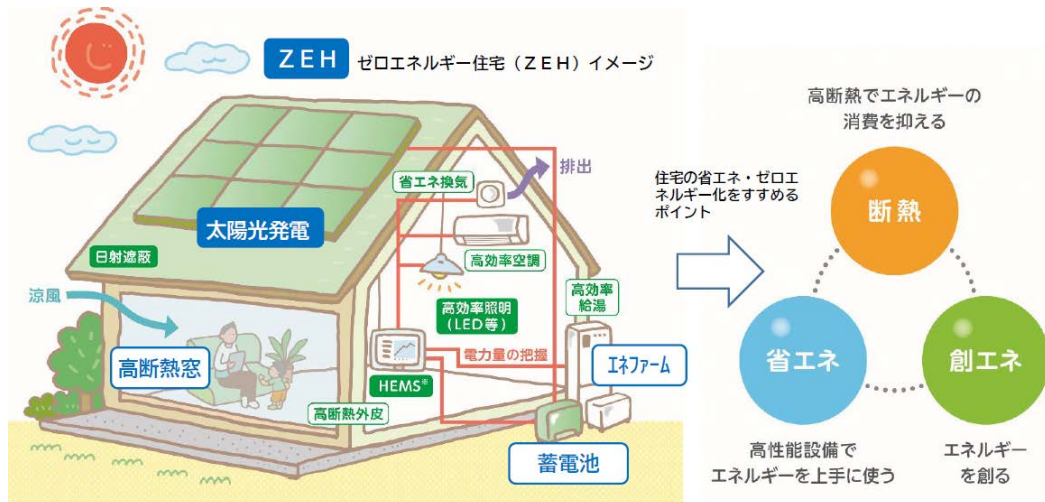 ZEH ゼロエネルギー住宅（ZEH）イメージ
省エネ換気
排出
太陽光発電
日射遮蔽
高効率空調
涼風
高効率照明
(LED等)
高効率
給湯
高断熱窓
電力量の把握
エネファーム
HEMS※
高断熱外皮
蓄電池
住宅の省エネ・ゼロエ
ネルギー化をすすめる
ポイント
高断熱でエネルギーの
消費を抑える
断熱
省エネ
創エネ
高性能設備で
エネルギーを上手に使う
エネルギー
を創る